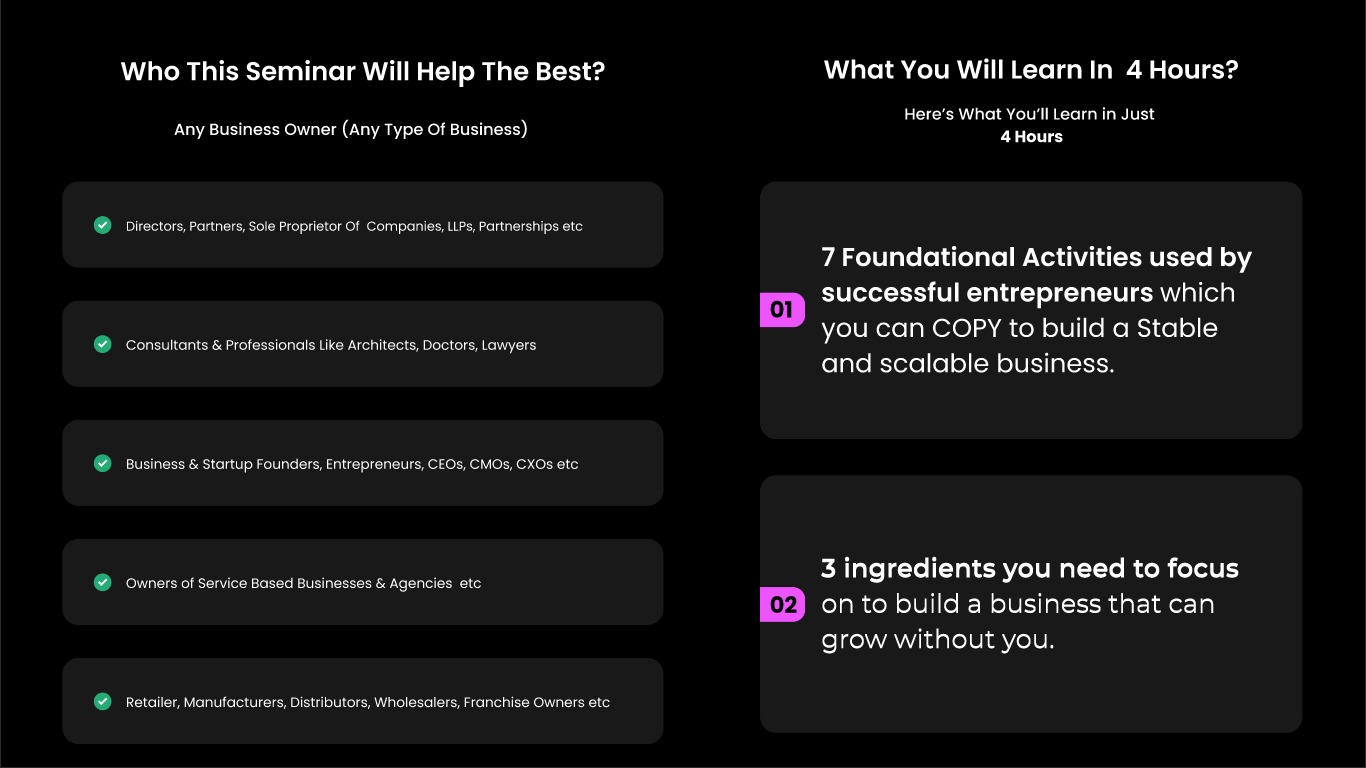 Who This Seminar Will Help The Best?
Any Business Owner (Any Type Of Business)
Directors, Partners, Sole Proprietor Of  Companies, LLPs, Partnerships etc
Consultants & Professionals Like Architects, Doctors, Lawyers
Business & Startup Founders, Entrepreneurs, CEOs, CMOs, CXOs etc
Owners of Service Based Businesses & Agencies  etc
Retailer, Manufacturers, Distributors, Wholesalers, Franchise Owners etc
What You Will Learn In  4 Hours?
Here’s What You’ll Learn in Just
4 Hours
01
7 Foundational Activities used by
successful entrepreneurs which
you can COPY to build a Stable
and scalable business.
02
3 ingredients you need to focus
on to build a business that can
grow without you.